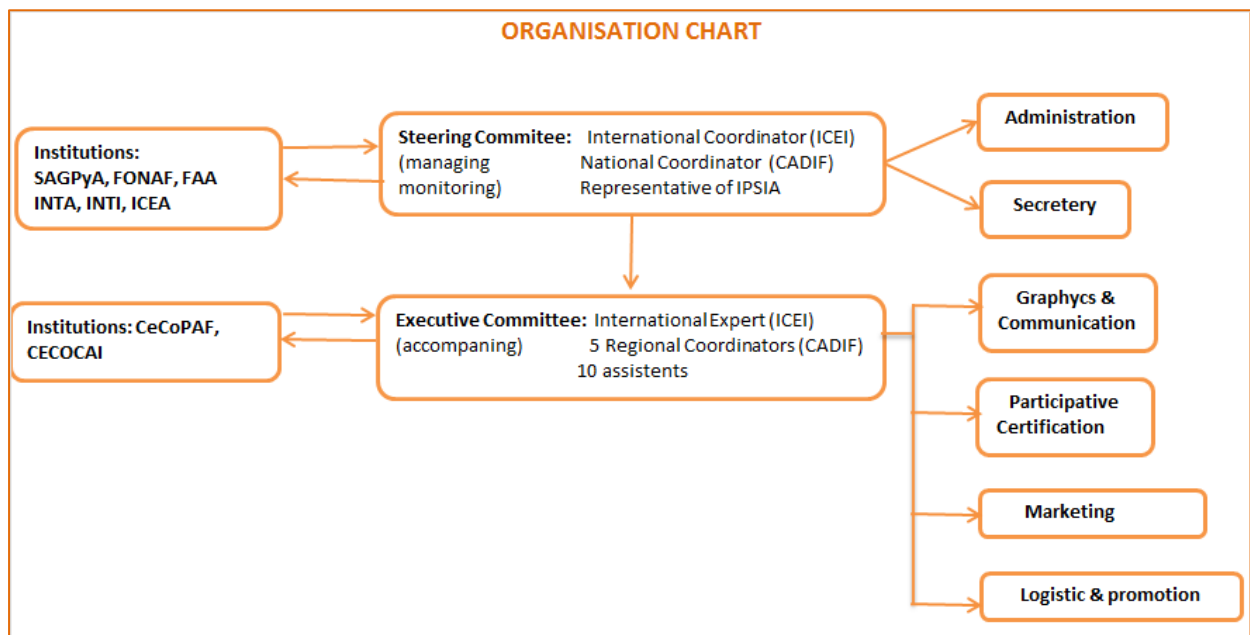 ORGANISATION CHART
Institutions:
SAGPyA, FONAF, FAA
INTA, INTI, ICEA
Steering Commitee: International Coordinator (ICEI)
(managing National Coordinator (CADIF)
monitoring) Representative of IPSIA
Administration
Secretery
Institutions: CeCoPAF,
CECOCAI
Executive Committee: International Expert (ICEI)
(accompaning) 5 Regional Coordinators (CADIF)
10 assistents
Graphycs &
Communication
Participative
Certification
Marketing
Logistic & promotion